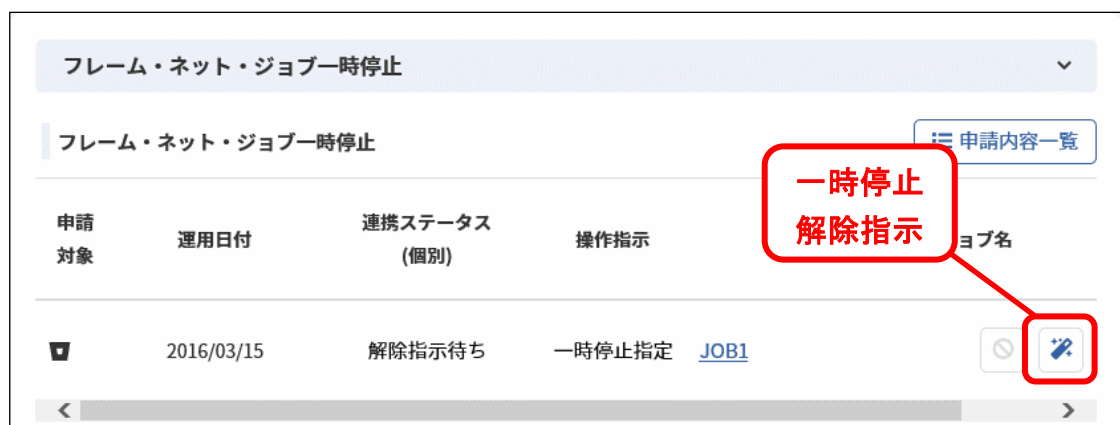 フレーム・ネット・ジョブ一時停止
フレーム・ネット・ジョブ一時停止
申請内容一覧
一時停止
解除指示
申請
対象
運用日付
連携ステータス
(個別)
操作指示
ョブ名
2016/03/15
解除指示待ち
一時停止指定
JOB1